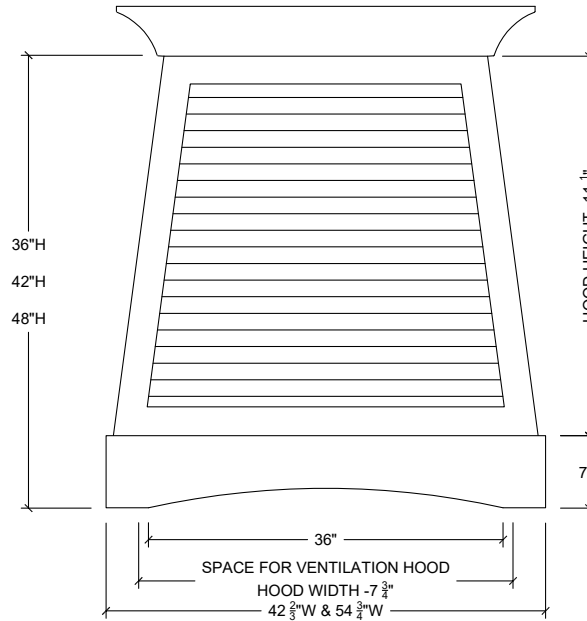 36"H
42"H
48"H
7
36"
SPACE FOR VENTILATION HOOD
HOOD WIDTH -7 3/4"
42 2/3"W & 54 3/4"W